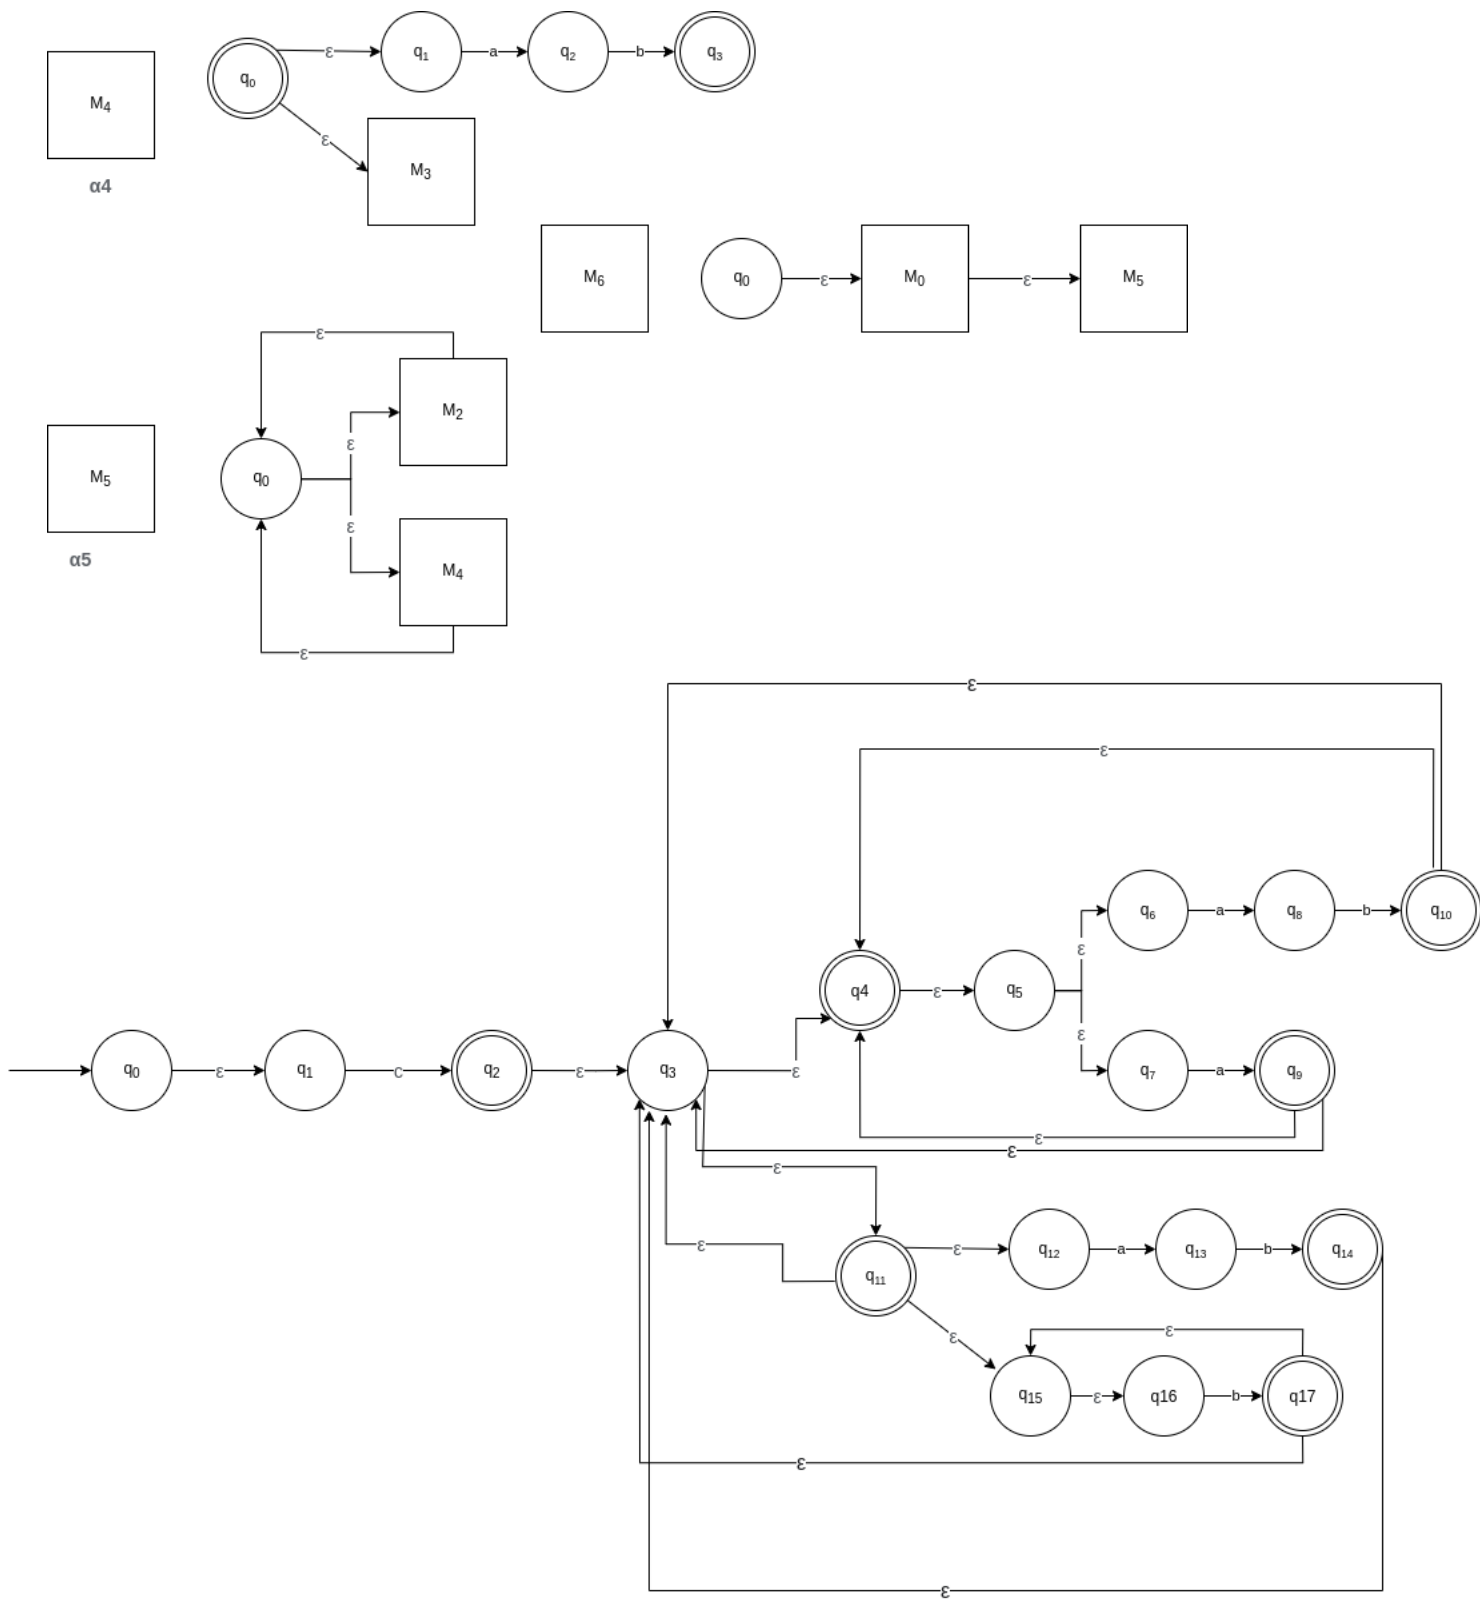 ε q₁ a q₂ b q₃
q₀
M₄
ε
M₃
α4
M₆ q₀ ε M₀ ε M₅
ε
M₂
ε
M₅ q₀
ε
α5
M₄
ε
ε
ε
q₆ a q₈ b q₁₀
ε
q4 ε q₅
ε
q₀ ε q₁ c q₂ ε q₃ ε q₇ a q₉
ε
ε
ε
ε q₁₁ ε q₁₂ a q₁₃ b q₁₄
ε
ε
q₁₅ ε q16 b q17
ε
ε